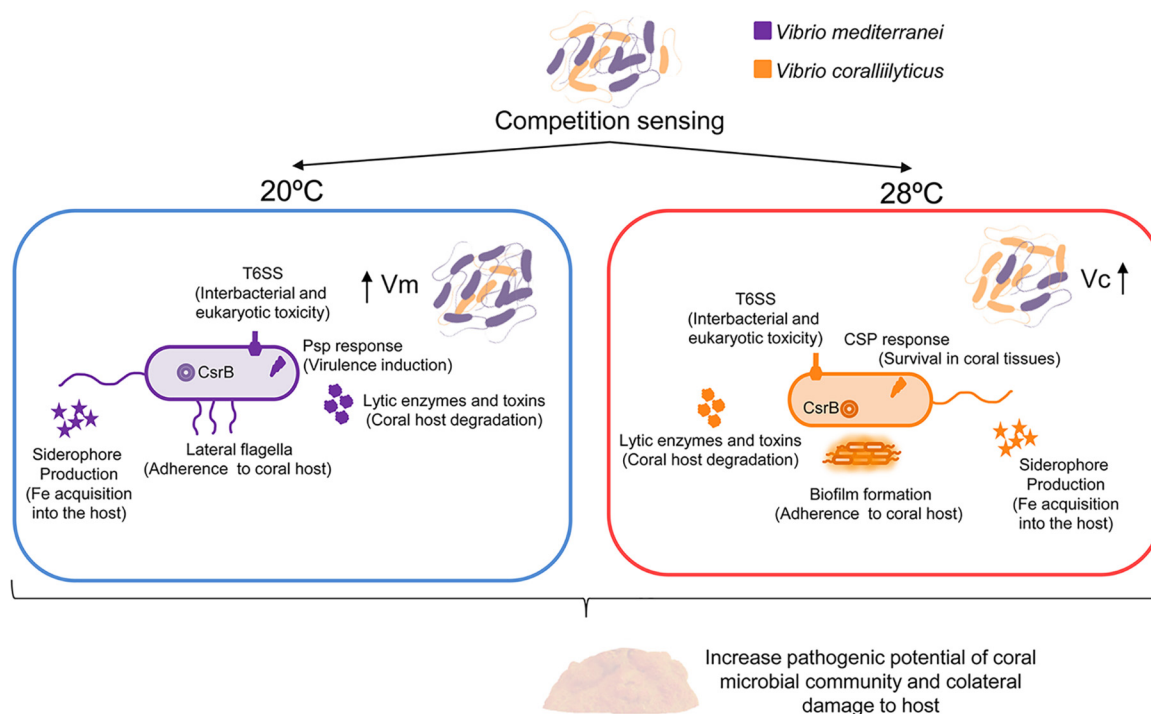 Vibrio mediterranei
Vibrio coralliilyticus
Competition sensing
20ºC
28ºC
T6SS
(Interbacterial and
eukaryotic toxicity)
Vm
Psp response
(Virulence induction)
CsrB
Lytic enzymes and toxins
(Coral host degradation)
Lateral flagella
(Adherence to coral host)
Siderophore
Production
(Fe acquisition
into the host)
Vc
T6SS
(Interbacterial and
eukaryotic toxicity)
CSP response
(Survival in coral tissues)
CsrB
Lytic enzymes and toxins
(Coral host degradation)
Biofilm formation
(Adherence to coral host)
Siderophore
Production
(Fe acquisition
into the host)
Increase pathogenic potential of coral
microbial community and colateral
damage to host